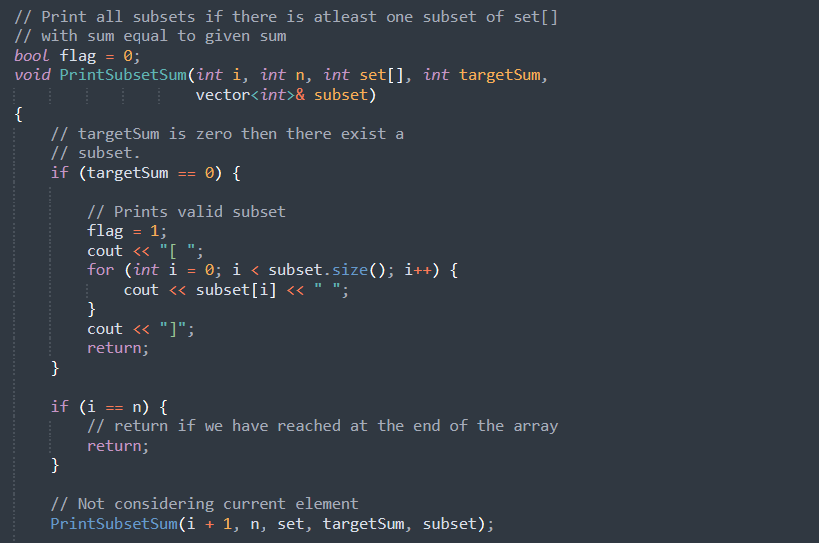 // Print all subsets if there is atleast one subset of set[]
// with sum equal to given sum
bool flag = 0;
void PrintSubsetSum(int i, int n, int set[], int targetSum,
                    vector<int>& subset)
{
    // targetSum is zero then there exist a
    // subset.
    if (targetSum == 0) {

        // Prints valid subset
        flag = 1;
        cout << "[ ";
        for (int i = 0; i < subset.size(); i++) {
            cout << subset[i] << " ";
        }
        cout << "]";
        return;
    }

    if (i == n) {
        // return if we have reached at the end of the array
        return;
    }

    // Not considering current element
    PrintSubsetSum(i + 1, n, set, targetSum, subset);